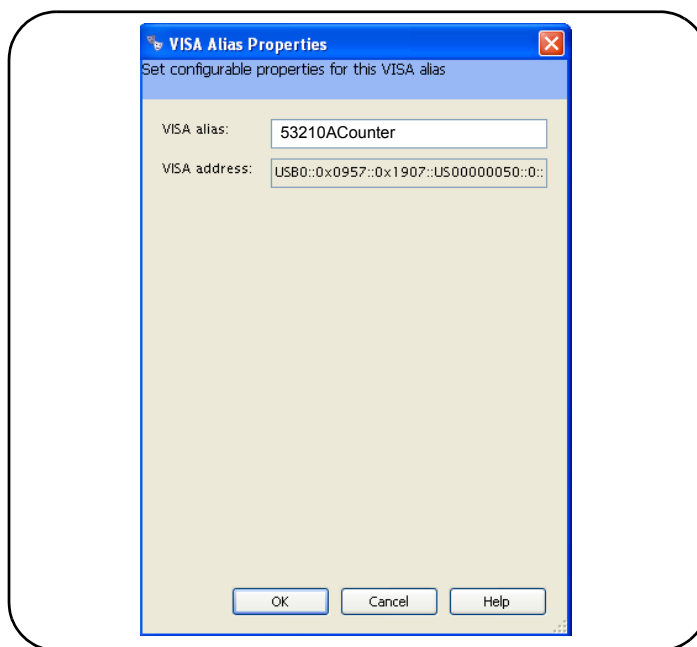 VISA Alias Properties
Set configurable properties for this VISA alias
VISA alias: 53210ACounter
VISA address: USB0::0x0957::0x1907::US00000050::0::
OK Cancel Help